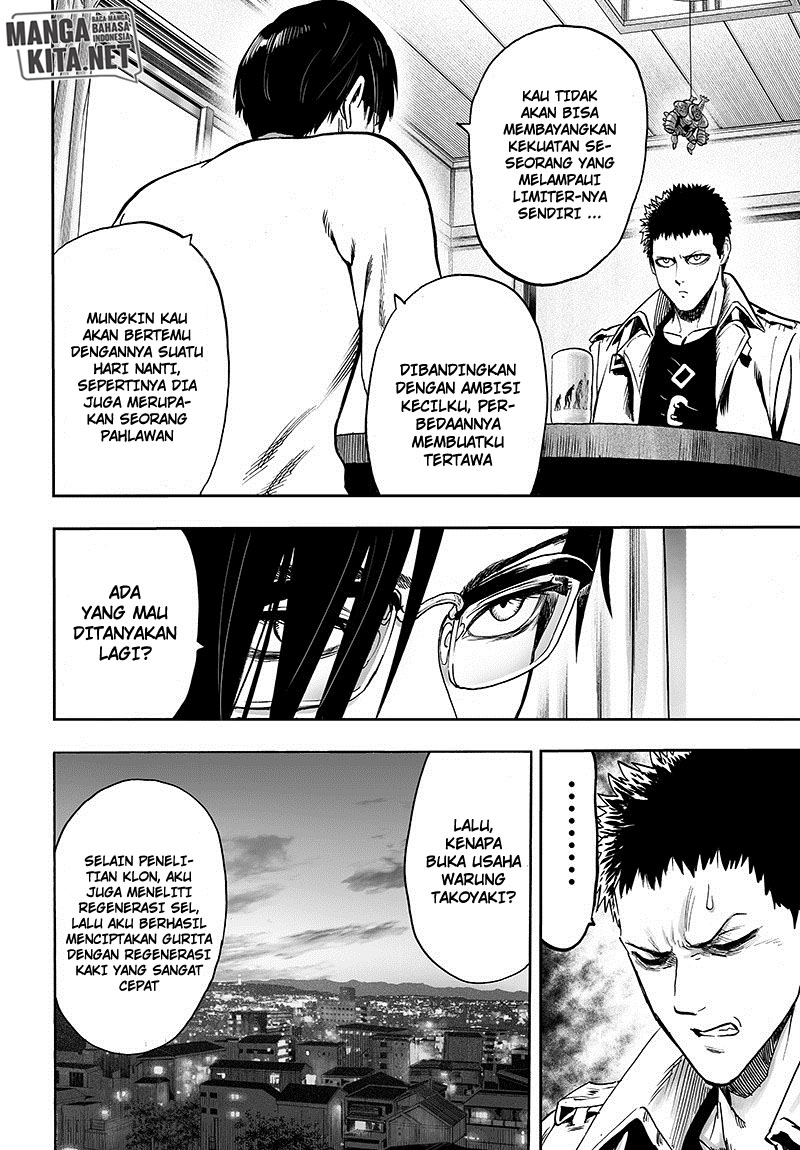 MANGA
KITA.NET
BACA MANGA
BAHASA
INDONESIA
KAU TIDAK
AKAN BISA
MEMBAYANGKAN
KEKUATAN SE-
SEORANG YANG
MELAMPAUI
LIMITER-NYA
SENDIRI ...
DIBANDINGKAN
DENGAN AMBISI
KECILKU, PER-
BEDAANNYA
MEMBUATKU
TERTAWA
MUNGKIN KAU
AKAN BERTEMU
DENGANNYA SUATU
HARI NANTI,
SEPERTINYA DIA
JUGA MERUPA-
KAN SEORANG
PAHLAWAN
ADA
YANG MAU
DITANYAKAN
LAGI?
LALU,
KENAPA
BUKA USAHA
WARUNG
TAKOYAKI?
SELAIN PENELI-
TIAN KLON, AKU
JUGA MENELITI
REGENERASI SEL,
LALU AKU BERHASIL
MENCIPTAKAN GURITA
DENGAN REGENERASI
KAKI YANG SANGAT
CEPAT